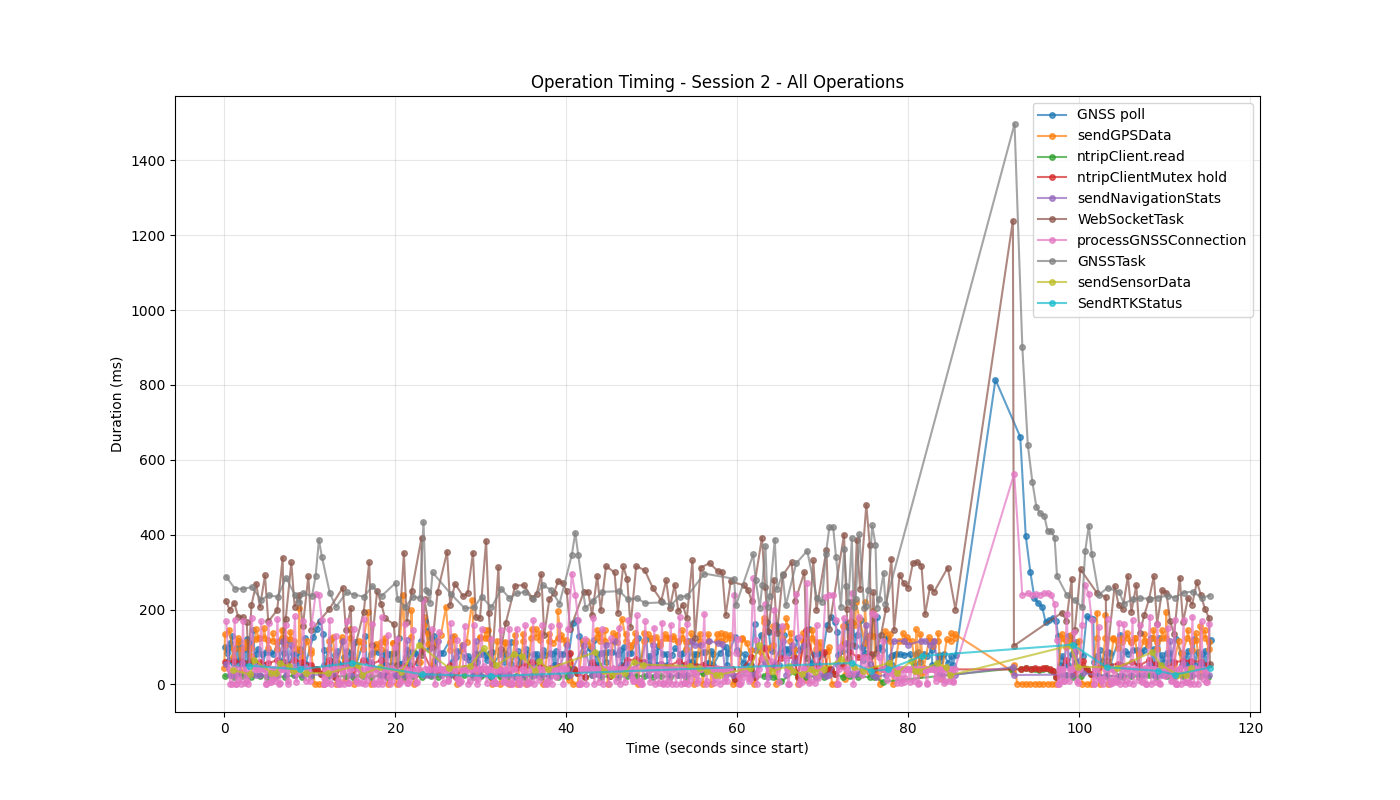 Operation Timing - Session 2 - All Operations
GNSS poll
sendGPSData
ntripClient.read
ntripClientMutex hold
sendNavigationStats
WebSocketTask
processGNSSConnection
GNSSTask
sendSensorData
SendRTKStatus
Duration (ms)
1400
1200
1000
800
600
400
200
0
0 20 40 60 80 100 120
Time (seconds since start)